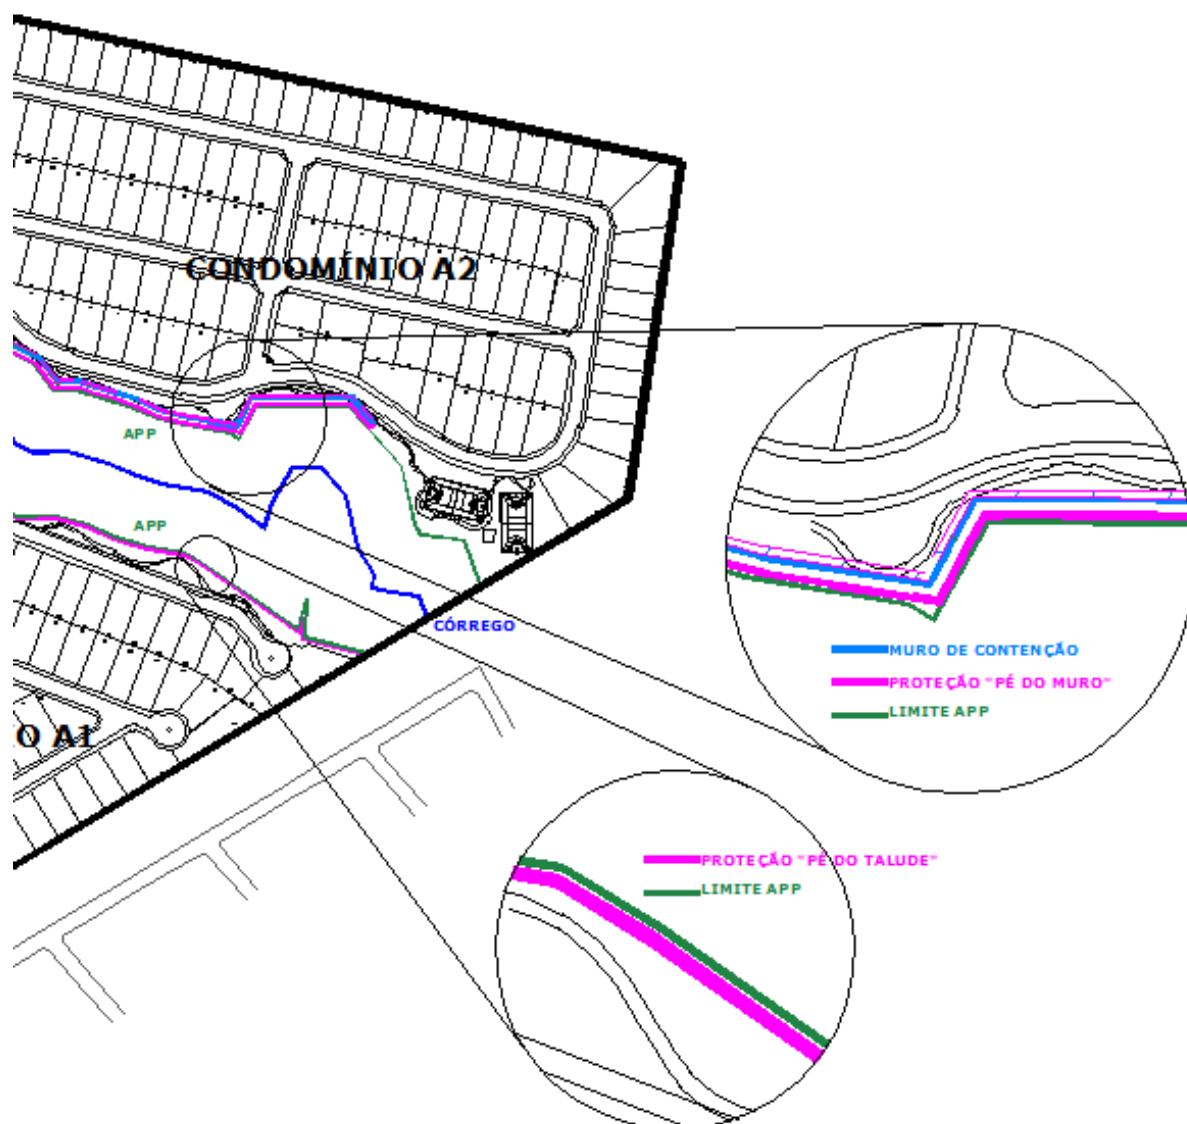 CONDOMÍNIO A2
APP
APP
CÓRREGO
MURO DE CONTENÇÃO
PROTEÇÃO "PÉ DO MURO"
LIMITE APP
O A1
PROTEÇÃO "PÉ DO TALUDE"
LIMITE APP